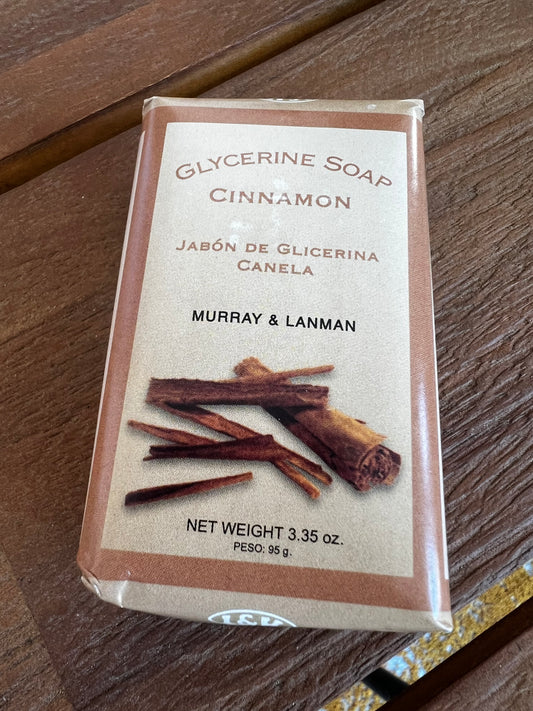 GLYCERINE SOAP
CINNAMON
JABÓN DE GLICERINA
CANELA
MURRAY & LANMAN
NET WEIGHT 3.35 oz.
PESO: 95 g.